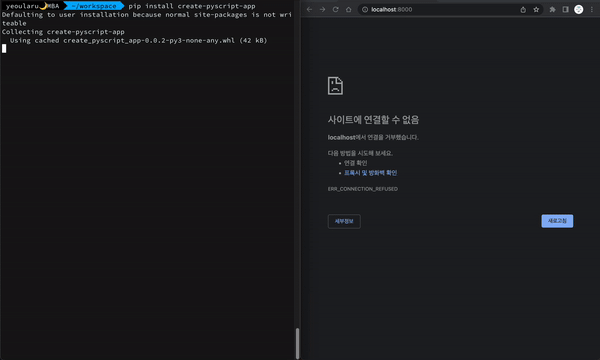 yeoularu🌙MBA ~/workspace pip install create-pyscript-app
Defaulting to user installation because normal site-packages is not wri
teable
Collecting create-pyscript-app
Using cached create_pyscript_app-0.0.2-py3-none-any.whl (42 kB)
localhost:8000
사이트에 연결할 수 없음
localhost에서 연결을 거부했습니다.
다음 방법을 시도해 보세요.
• 연결 확인
• 프록시 및 방화벽 확인
ERR_CONNECTION_REFUSED
세부정보
새로고침